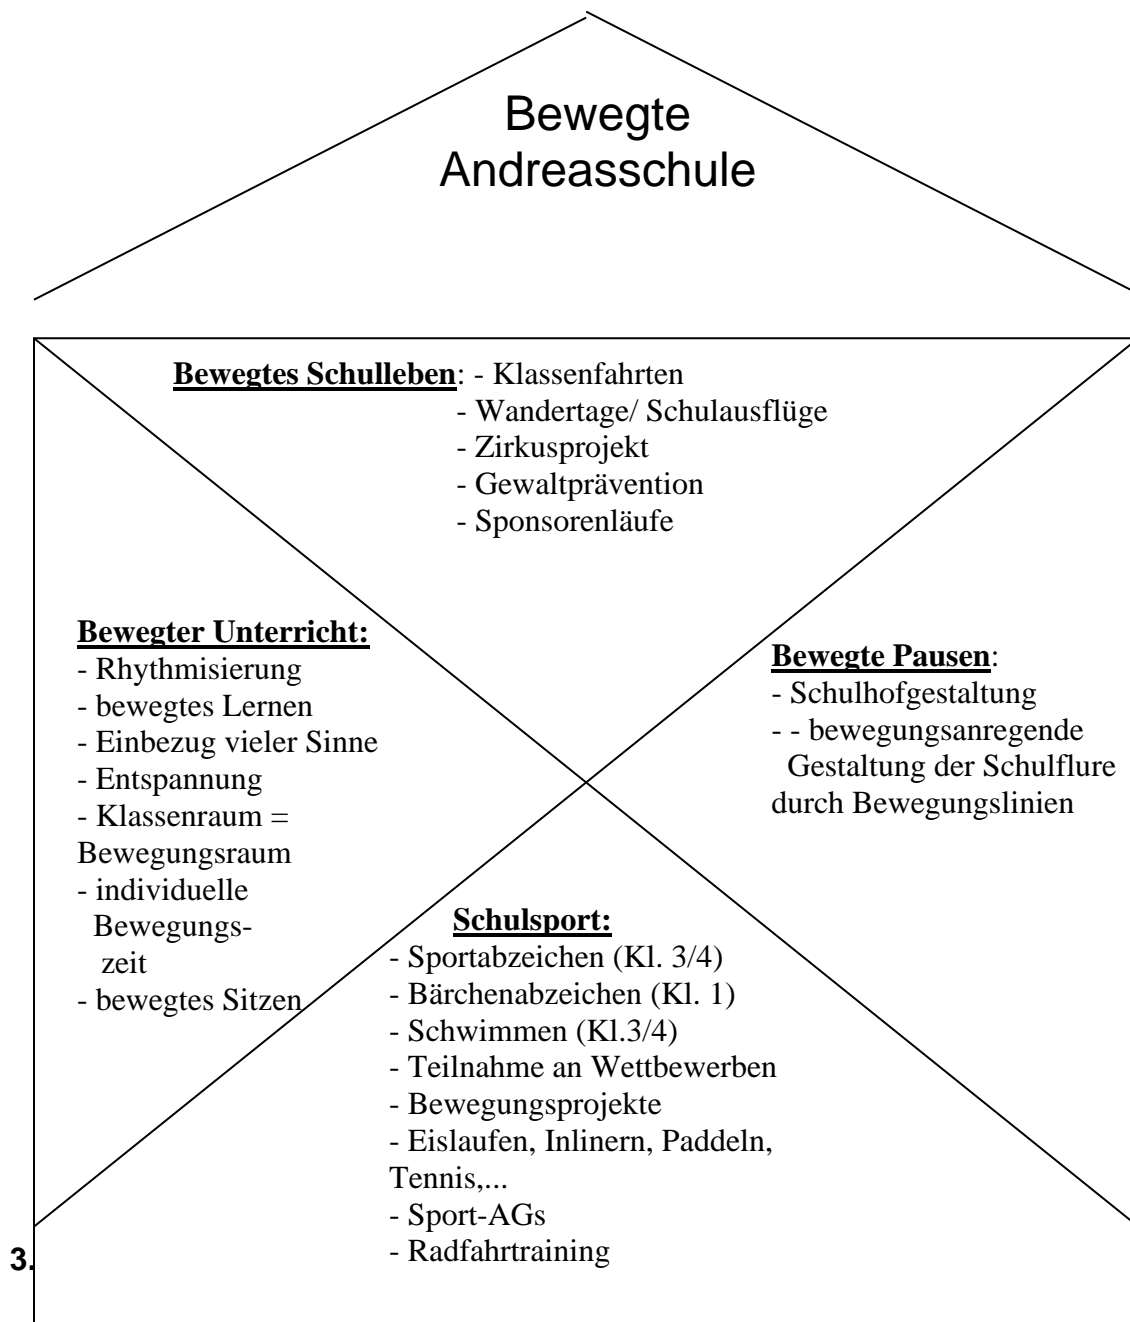 Bewegte
Andreasschule
Bewegtes Schulleben: - Klassenfahrten
- Wandertage/ Schulausflüge
- Zirkusprojekt
- Gewaltprävention
- Sponsorenläufe
Bewegter Unterricht:
- Rhythmisierung
- bewegtes Lernen
- Einbezug vieler Sinne
- Entspannung
- Klassenraum =
Bewegungsraum
- individuelle
Bewegungs-
zeit
- bewegtes Sitzen
Bewegte Pausen:
- Schulhofgestaltung
- - bewegungsanregende
Gestaltung der Schulflure
durch Bewegungslinien
Schulsport:
- Sportabzeichen (Kl. 3/4)
- Bärchenabzeichen (Kl. 1)
- Schwimmen (Kl.3/4)
- Teilnahme an Wettbewerben
- Bewegungsprojekte
- Eislaufen, Inlinern, Paddeln,
Tennis,...
- Sport-AGs
- Radfahrtraining
3.